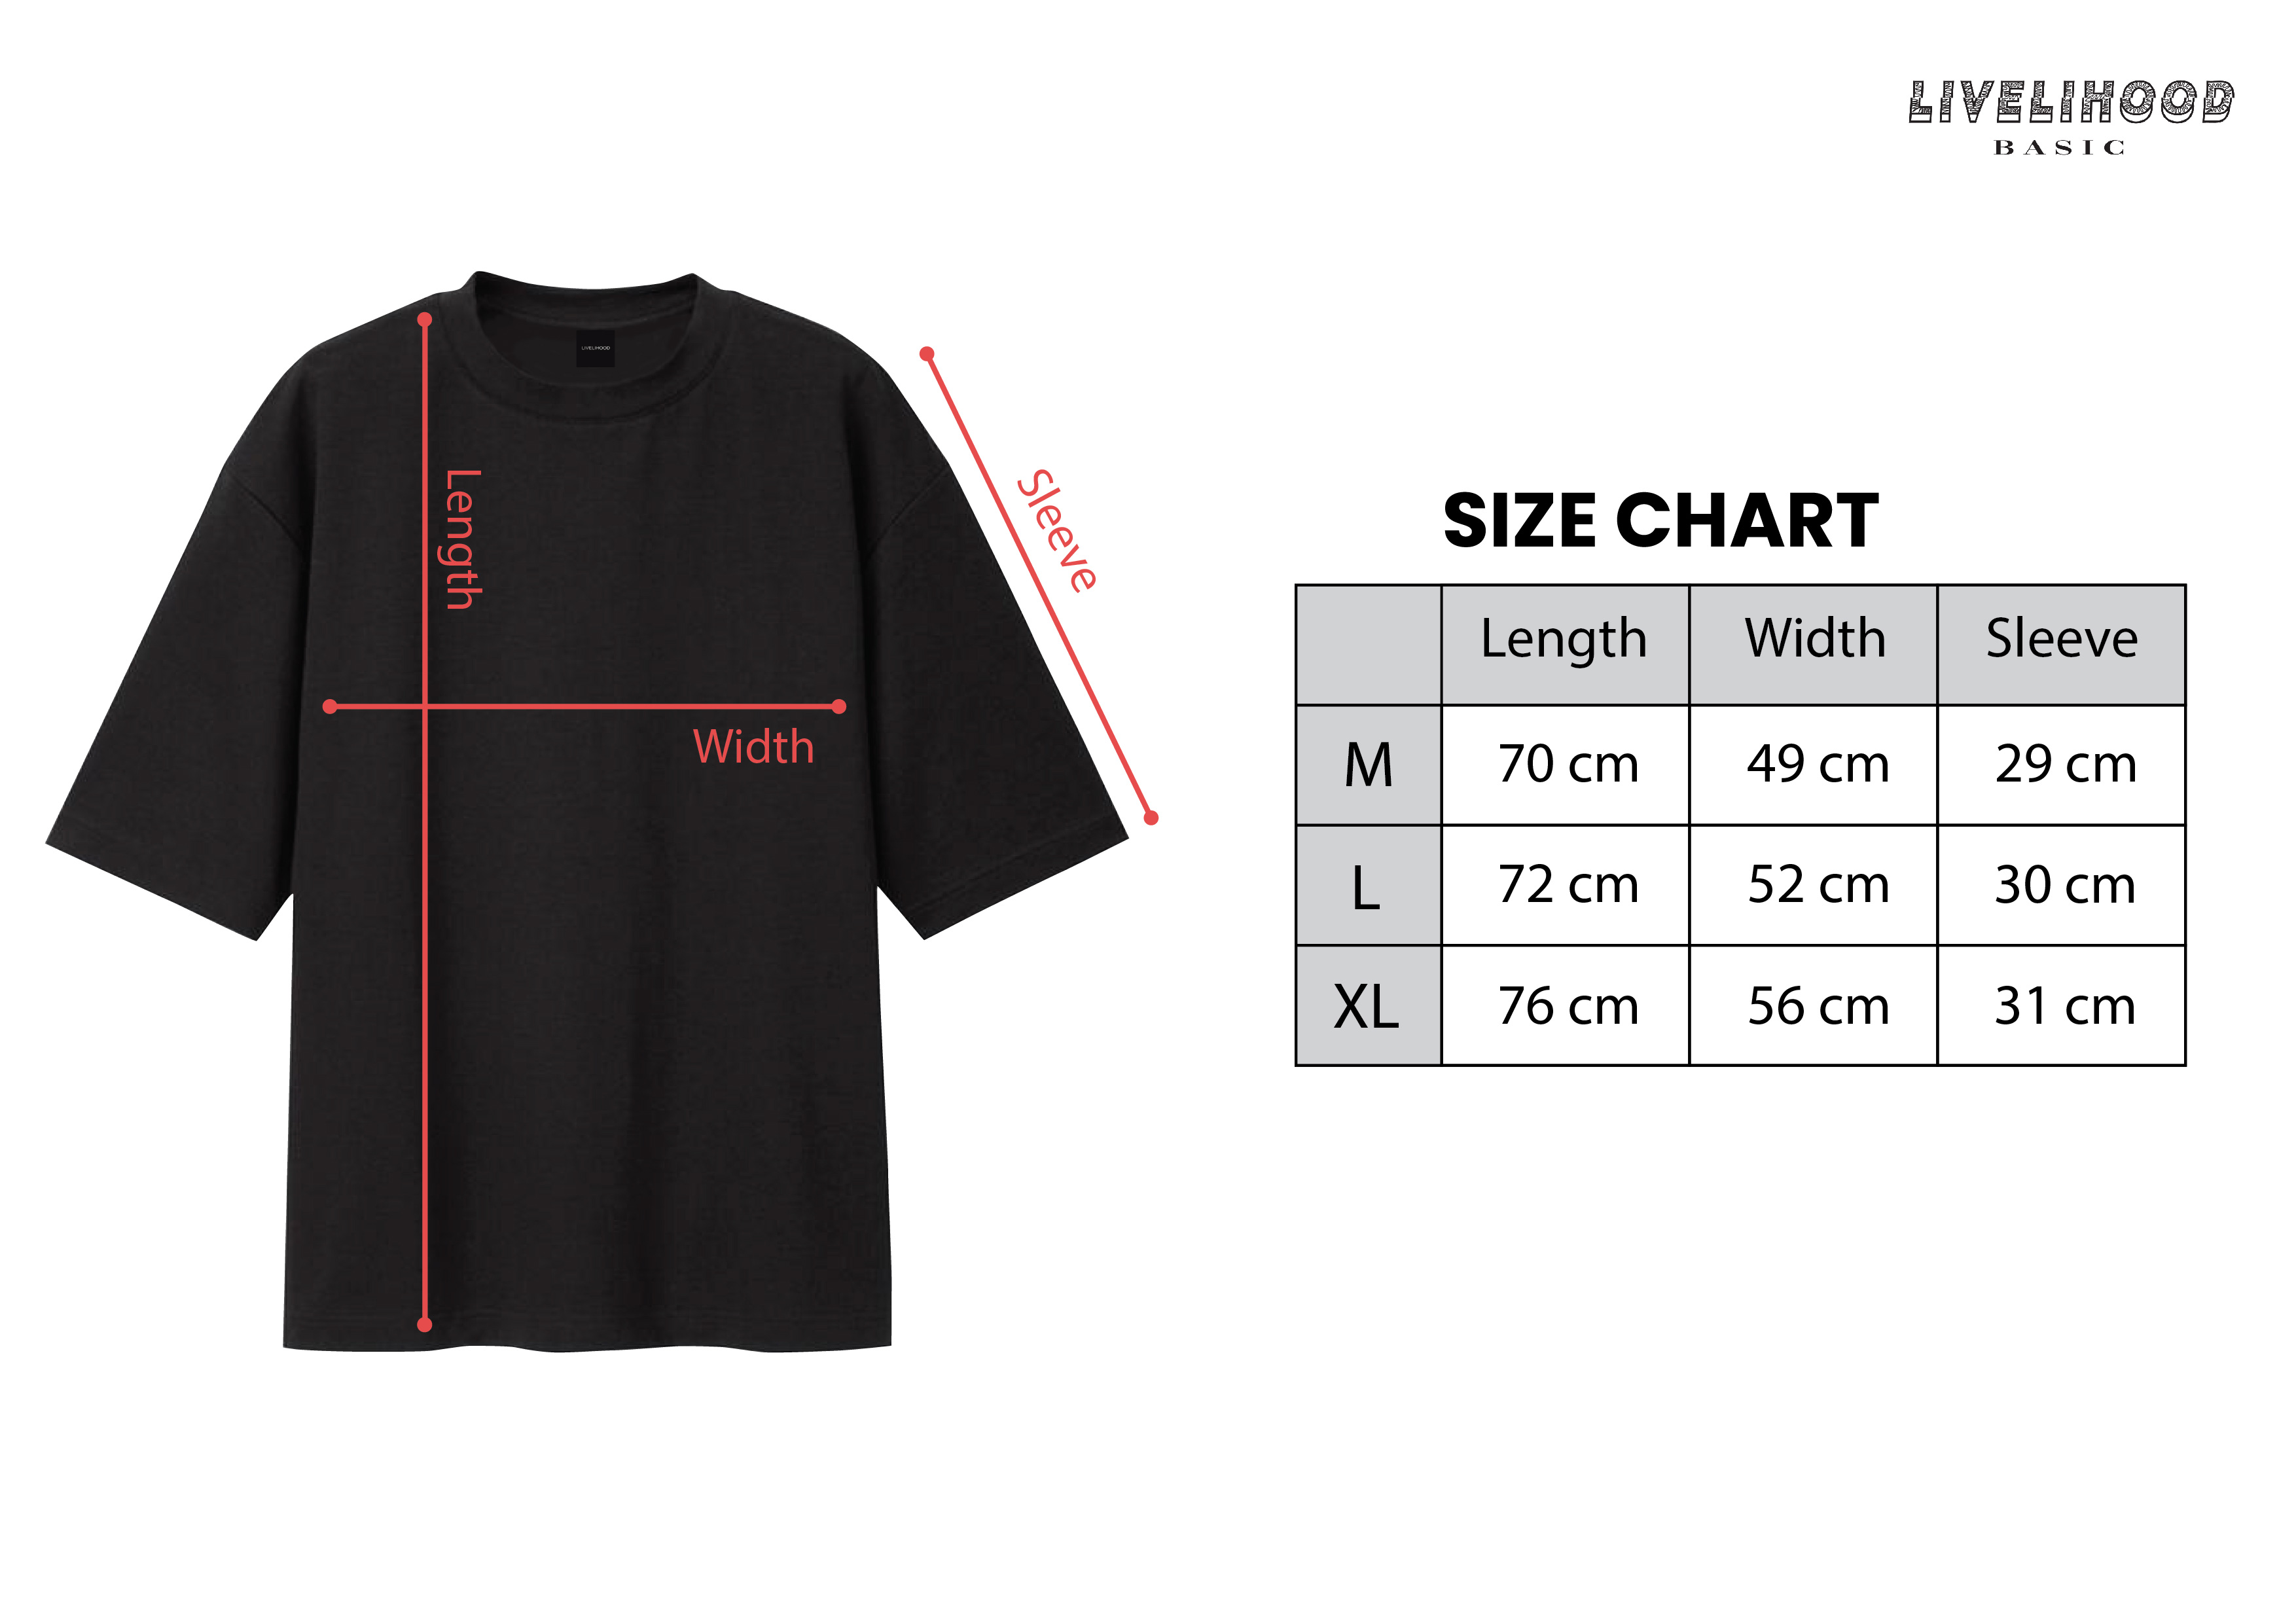 LIVELIHOOD
BASIC
LIVELIHOOD
Length
Sleeve
Width
SIZE CHART
Length Width Sleeve
M 70 cm 49 cm 29 cm
L 72 cm 52 cm 30 cm
XL 76 cm 56 cm 31 cm